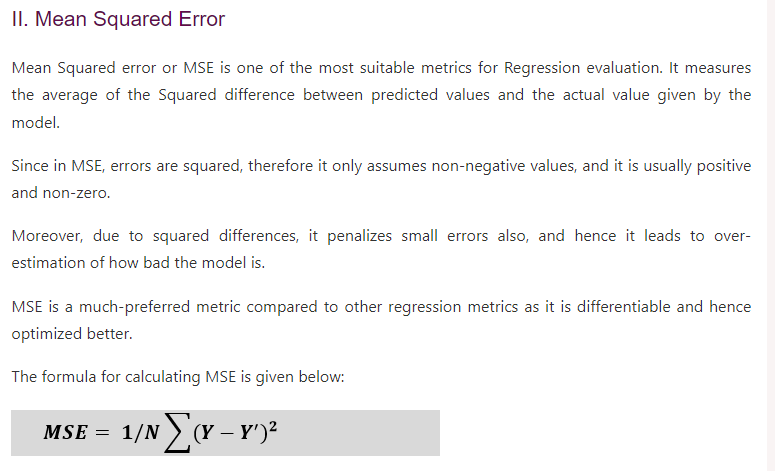 II. Mean Squared Error
Mean Squared error or MSE is one of the most suitable metrics for Regression evaluation. It measures
the average of the Squared difference between predicted values and the actual value given by the
model.
Since in MSE, errors are squared, therefore it only assumes non-negative values, and it is usually positive
and non-zero.
Moreover, due to squared differences, it penalizes small errors also, and hence it leads to over-
estimation of how bad the model is.
MSE is a much-preferred metric compared to other regression metrics as it is differentiable and hence
optimized better.
The formula for calculating MSE is given below:
MSE = 1/N ∑(Y – Y′)²